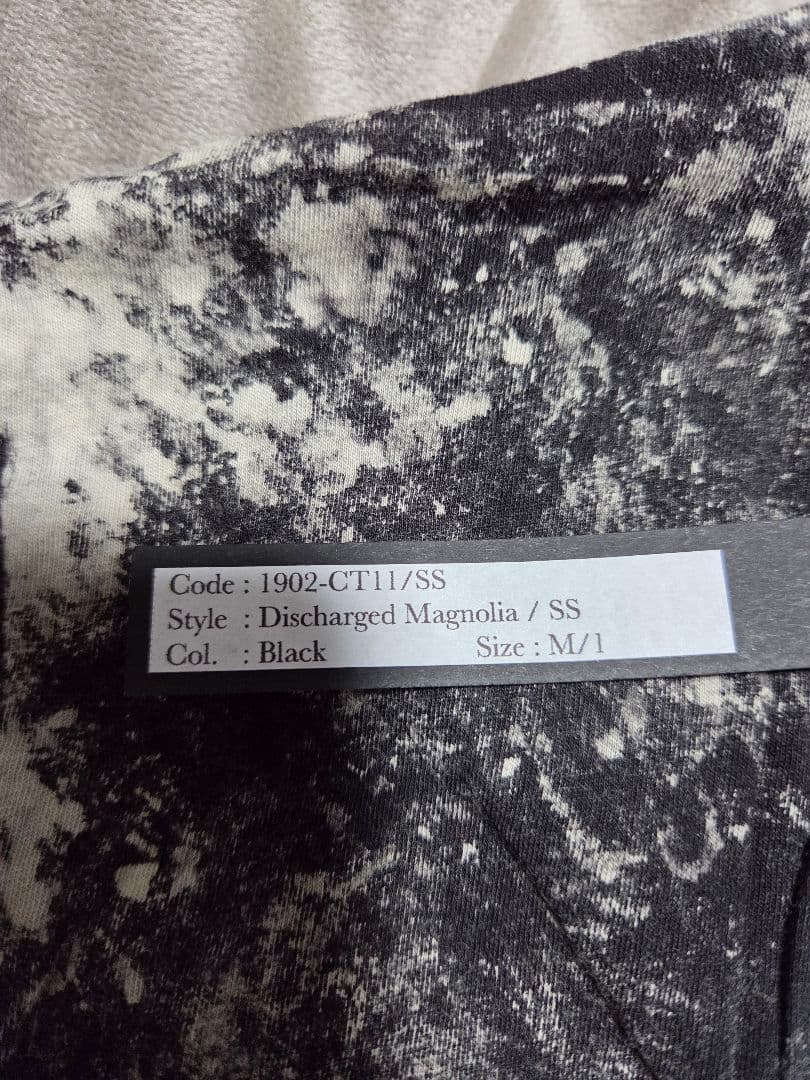 Code : 1902-CT11/SS
Style : Discharged Magnolia / SS
Col. : Black Size : M/1